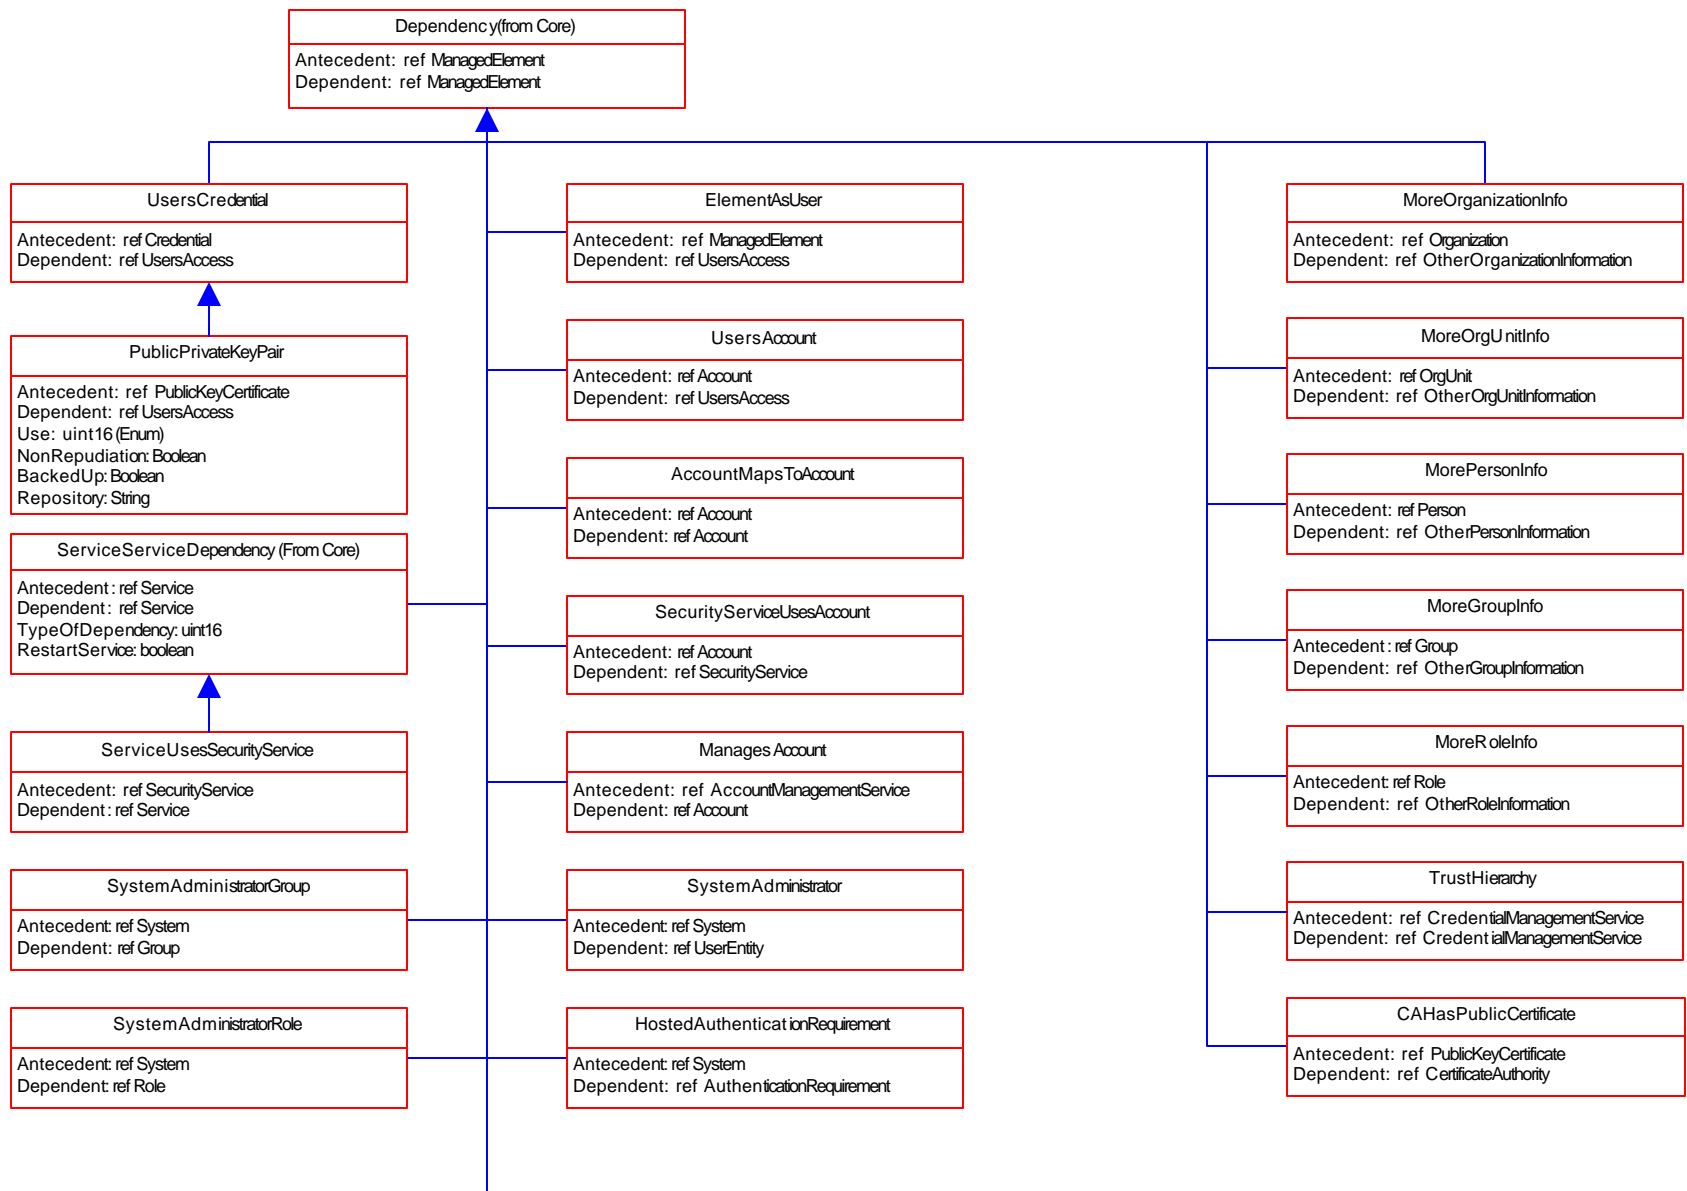 Dependency(from Core)
Antecedent: ref ManagedElement
Dependent: ref ManagedElement
UsersCredential
Antecedent: ref Credential
Dependent: ref UsersAccess
PublicPrivateKeyPair
Antecedent: ref PublicKeyCertificate
Dependent: ref UsersAccess
Use: uint16 (Enum)
NonRepudiation: Boolean
BackedUp: Boolean
Repository: String
ServiceServiceDependency (From Core)
Antecedent: ref Service
Dependent: ref Service
TypeOfDependency: uint16
RestartService: boolean
ServiceUsesSecurityService
Antecedent: ref SecurityService
Dependent: ref Service
SystemAdministratorGroup
Antecedent: ref System
Dependent: ref Group
SystemAdministratorRole
Antecedent: ref System
Dependent: ref Role
ElementAsUser
Antecedent: ref ManagedElement
Dependent: ref UsersAccess
UsersAccount
Antecedent: ref Account
Dependent: ref UsersAccess
AccountMapsToAccount
Antecedent: ref Account
Dependent: ref Account
SecurityServiceUsesAccount
Antecedent: ref Account
Dependent: ref SecurityService
Manages Account
Antecedent: ref AccountManagementService
Dependent: ref Account
SystemAdministrator
Antecedent: ref System
Dependent: ref UserEntity
HostedAuthenticationRequirement
Antecedent: ref System
Dependent: ref AuthenticationRequirement
MoreOrganizationInfo
Antecedent: ref Organization
Dependent: ref OtherOrganizationInformation
MoreOrgUnitInfo
Antecedent: ref OrgUnit
Dependent: ref OtherOrgUnitInformation
MorePersonInfo
Antecedent: ref Person
Dependent: ref OtherPersonInformation
MoreGroupInfo
Antecedent: ref Group
Dependent: ref OtherGroupInformation
MoreRoleInfo
Antecedent: ref Role
Dependent: ref OtherRoleInformation
TrustHierarchy
Antecedent: ref CredentialManagementService
Dependent: ref CredentialManagementService
CAHasPublicCertificate
Antecedent: ref PublicKeyCertificate
Dependent: ref CertificateAuthority